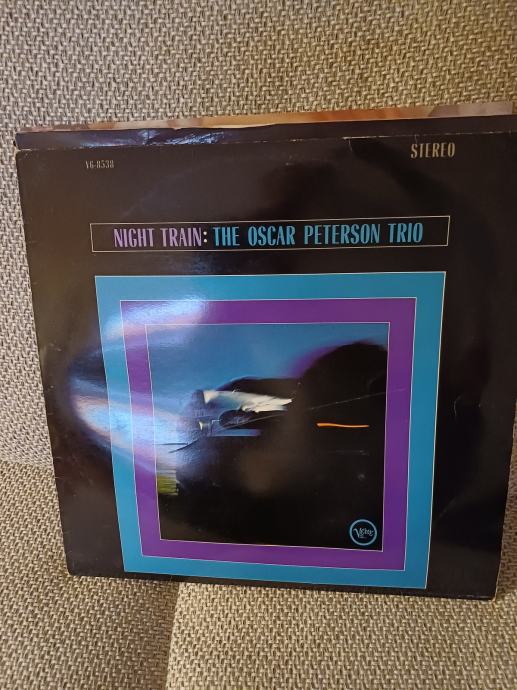 V6-8538
STEREO
NIGHT TRAIN: THE OSCAR PETERSON TRIO
Verve